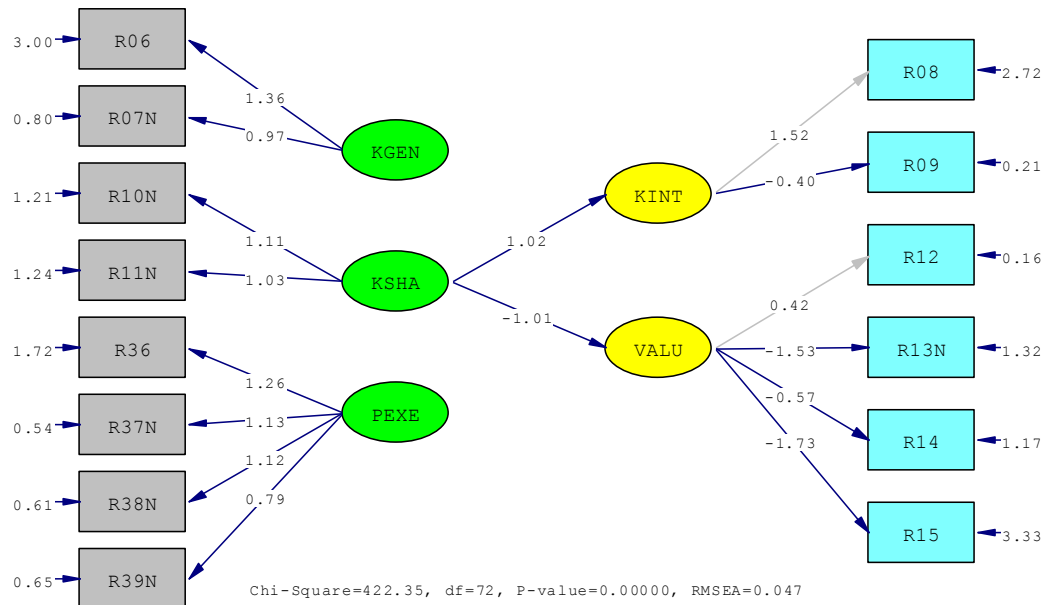 3.00
R06
0.80
R07N
1.21
R10N
1.24
R11N
1.72
R36
0.54
R37N
0.61
R38N
0.65
R39N
1.36
0.97
1.11
1.03
1.26
1.13
1.12
0.79
KGEN
KSHA
PEXE
1.02
-1.01
KINT
VALU
1.52
-0.40
0.42
-1.53
-0.57
-1.73
R08
2.72
R09
0.21
R12
0.16
R13N
1.32
R14
1.17
R15
3.33
Chi-Square=422.35, df=72, P-value=0.00000, RMSEA=0.047